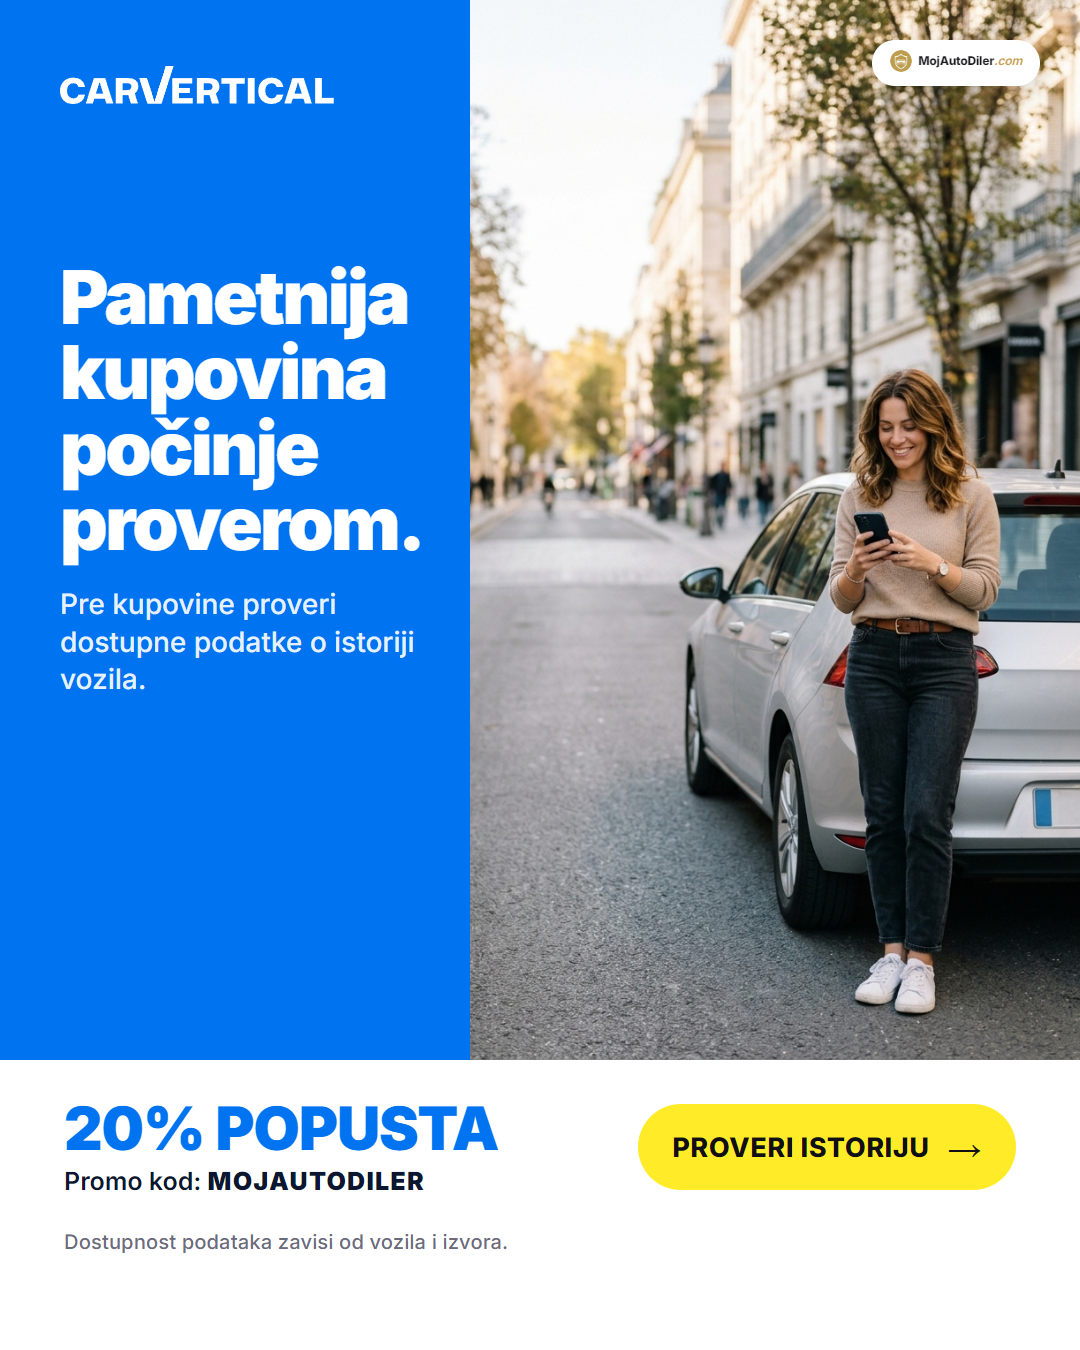 CARVERTICAL
MojAutoDiler.com
Pametnija
kupovina
počinje
proverom.
Pre kupovine proveri
dostupne podatke o istoriji
vozila.
20% POPUSTA
Promo kod: MOJAUTODILER
PROVERI ISTORIJU →
Dostupnost podataka zavisi od vozila i izvora.